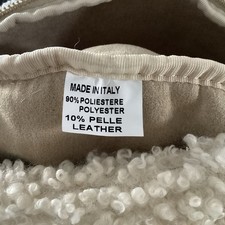 MADE IN ITALY
90% POLIESTERE
POLYESTER
10% PELLE
LEATHER